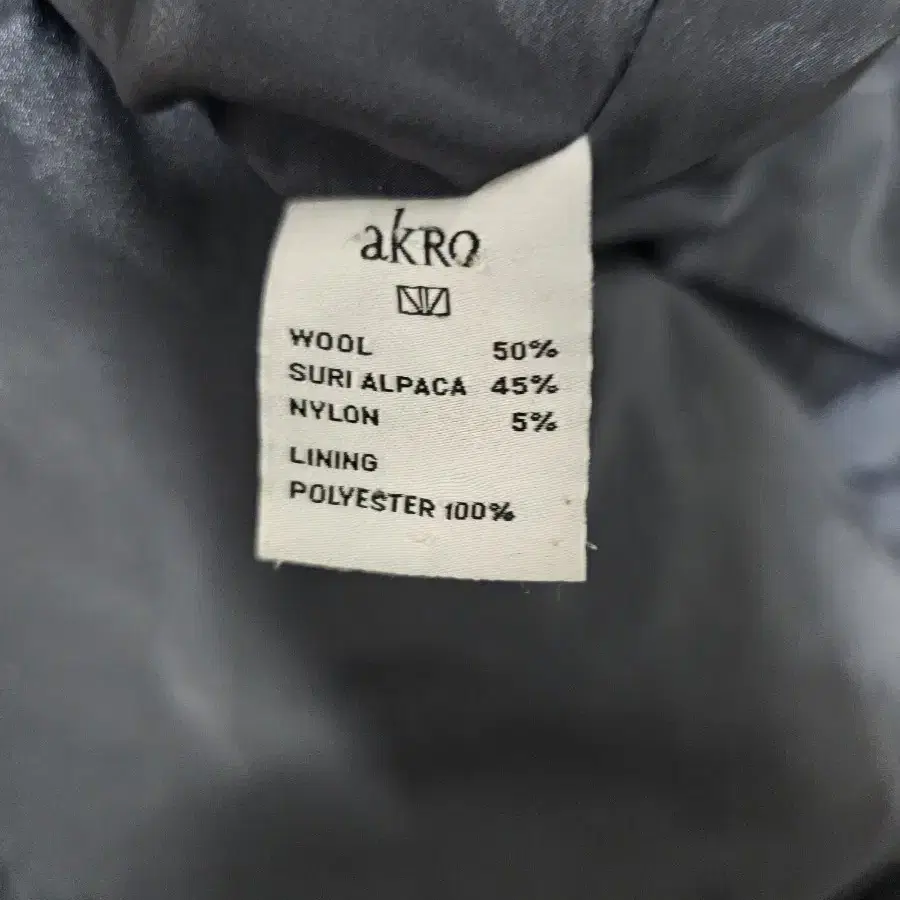 akRO
WOOL 50%
SURI ALPACA 45%
NYLON 5%
LINING
POLYESTER 100%